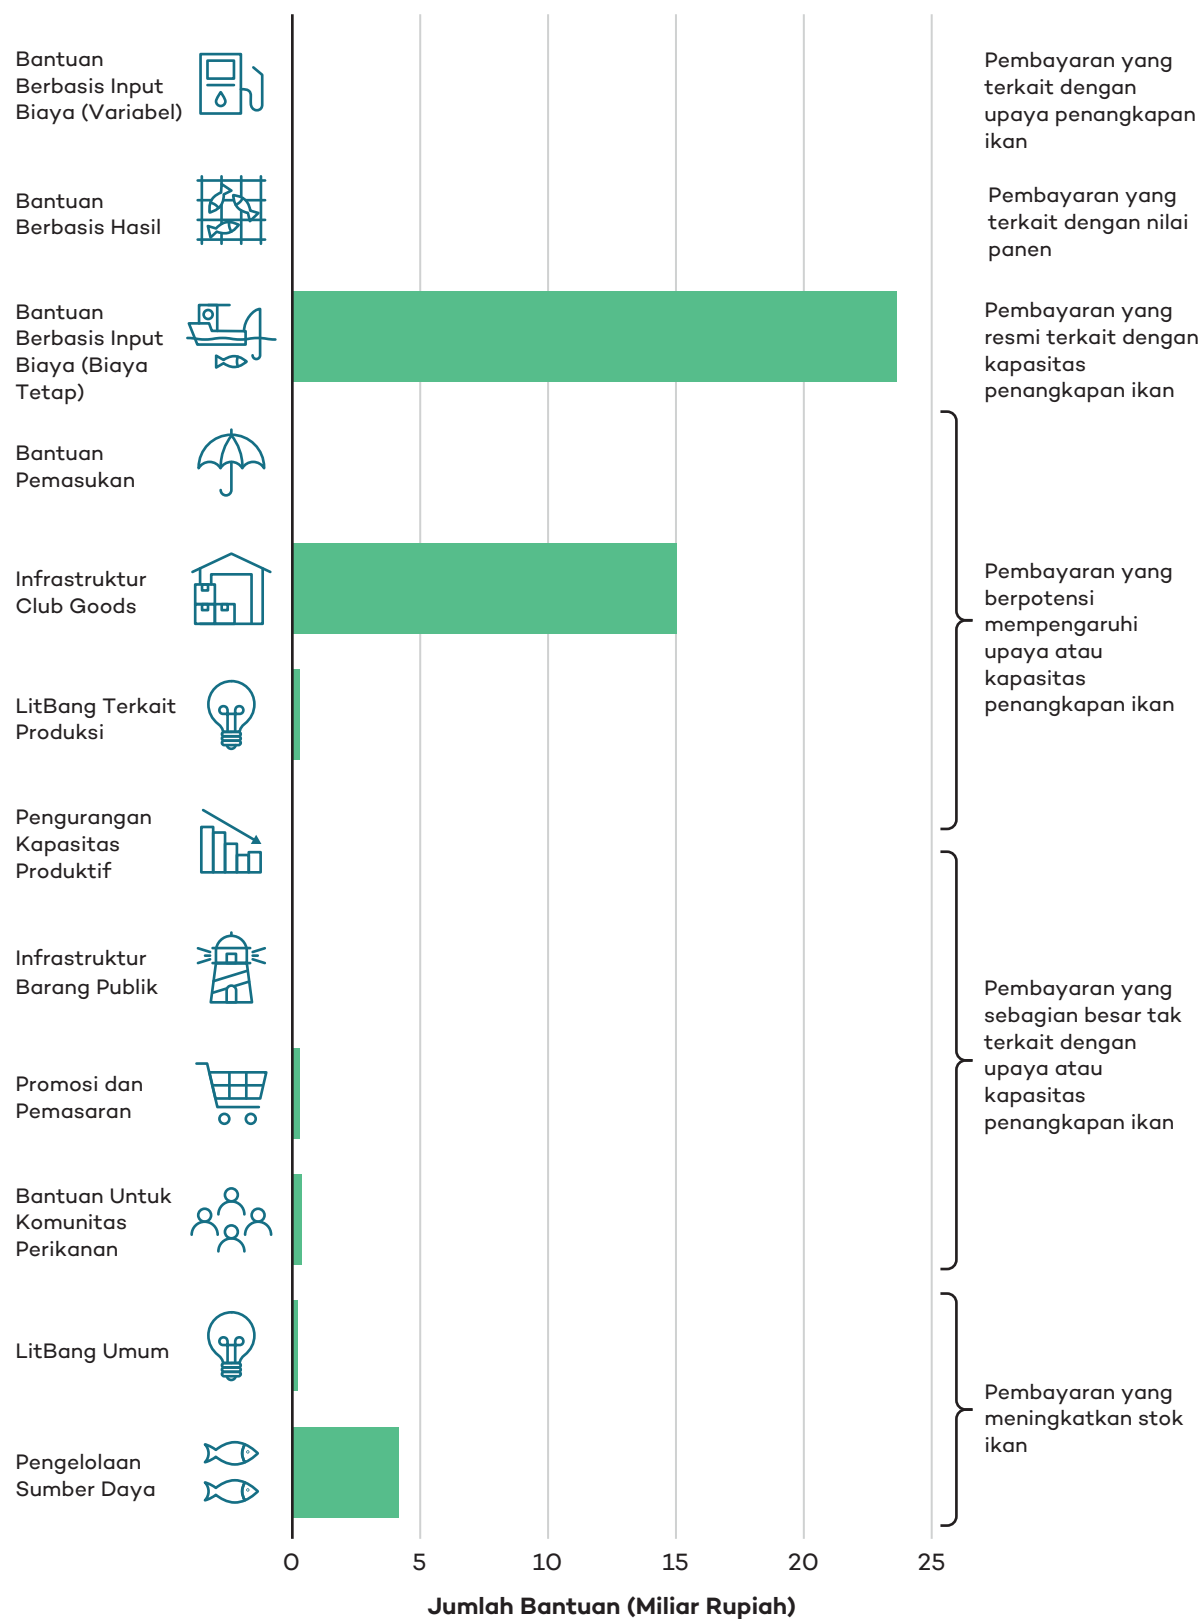 Bantuan
Berbasis Input
Biaya (Variabel)
Pembayaran yang
terkait dengan
upaya penangkapan
ikan
Bantuan
Berbasis Hasil
Pembayaran yang
terkait dengan nilai
panen
Bantuan
Berbasis Input
Biaya (Biaya
Tetap)
Pembayaran yang
resmi terkait dengan
kapasitas
penangkapan ikan
Bantuan
Pemasukan
Infrastruktur
Club Goods
LitBang Terkait
Produksi
Pembayaran yang
berpotensi
mempengaruhi
upaya atau
kapasitas
penangkapan ikan
Pengurangan
Kapasitas
Produktif
Infrastruktur
Barang Publik
Promosi dan
Pemasaran
Bantuan Untuk
Komunitas
Perikanan
Pembayaran yang
sebagian besar tak
terkait dengan
upaya atau
kapasitas
penangkapan ikan
LitBang Umum
Pengelolaan
Sumber Daya
Pembayaran yang
meningkatkan stok
ikan
0 5 10 15 20 25
Jumlah Bantuan (Miliar Rupiah)